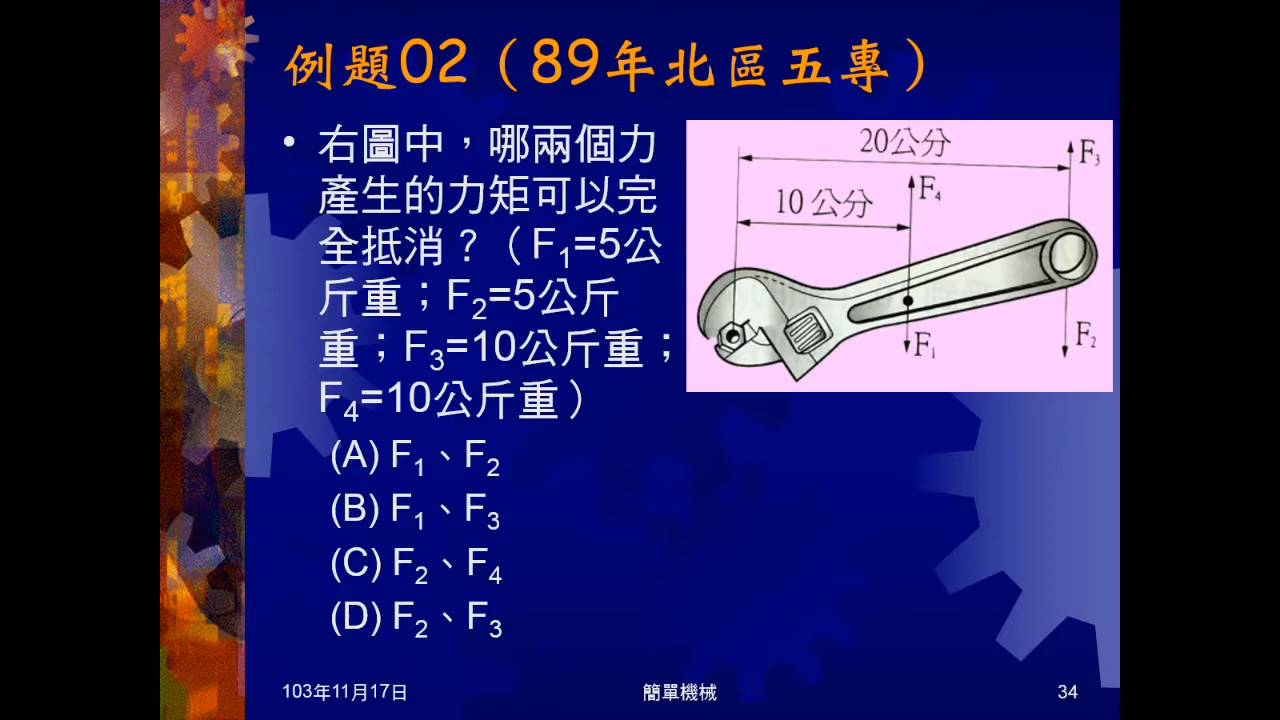 例題02（89年北區五專）
• 右圖中，哪兩個力
產生的力矩可以完
全抵消？（F₁=5公
斤重；F₂=5公斤
重；F₃=10公斤重；
F₄=10公斤重）
(A) F₁、F₂
(B) F₁、F₃
(C) F₂、F₄
(D) F₂、F₃
20公分
F₃
F₄
10公分
F₁
F₂
103年11月17日
簡單機械
34